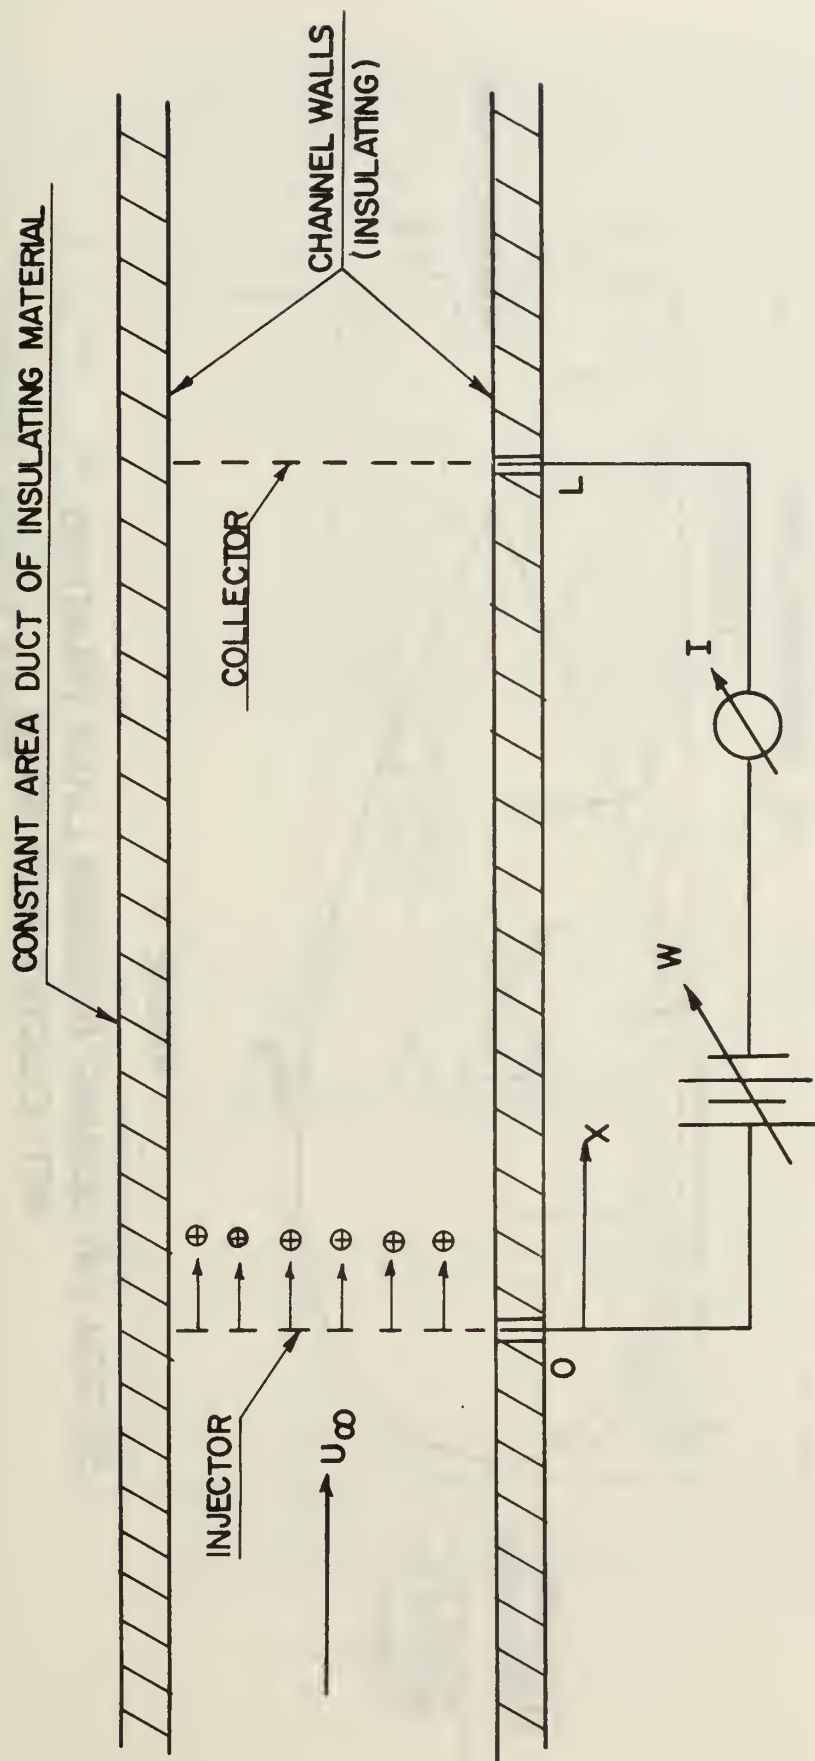 CONSTANT AREA DUCT OF INSULATING MATERIAL
CHANNEL WALLS
(INSULATING)
COLLECTOR
INJECTOR
U∞
O
X
L
W
I